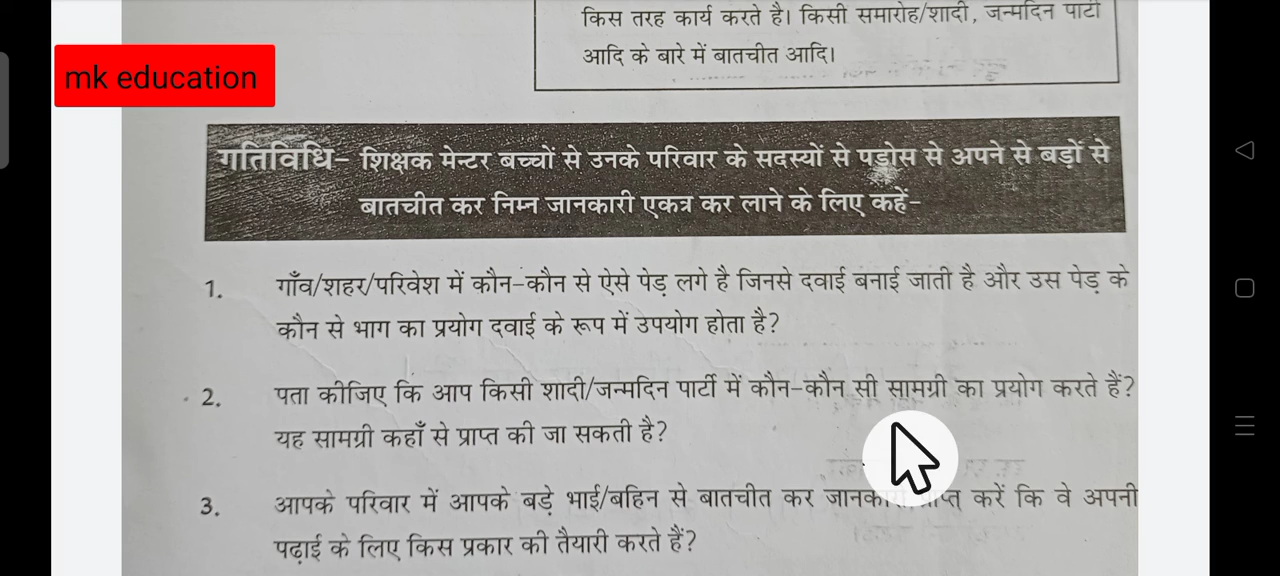 किस तरह कार्य करते है। किसी समारोह/शादी, जन्मदिन पार्टी
आदि के बारे में बातचीत आदि।
mk education
गतिविधि- शिक्षक मेन्टर बच्चों से उनके परिवार के सदस्यों से पड़ोस से अपने से बड़ों से
बातचीत कर निम्न जानकारी एकत्र कर लाने के लिए कहें-
1. गाँव/शहर/परिवेश में कौन-कौन से ऐसे पेड़ लगे है जिनसे दवाई बनाई जाती है और उस पेड़ के
कौन से भाग का प्रयोग दवाई के रूप में उपयोग होता है?
2. पता कीजिए कि आप किसी शादी/जन्मदिन पार्टी में कौन-कौन सी सामग्री का प्रयोग करते हैं?
यह सामग्री कहाँ से प्राप्त की जा सकती है?
3. आपके परिवार में आपके बड़े भाई/बहिन से बातचीत कर करें कि वे अपनी
पढ़ाई के लिए किस प्रकार की तैयारी करते हैं?